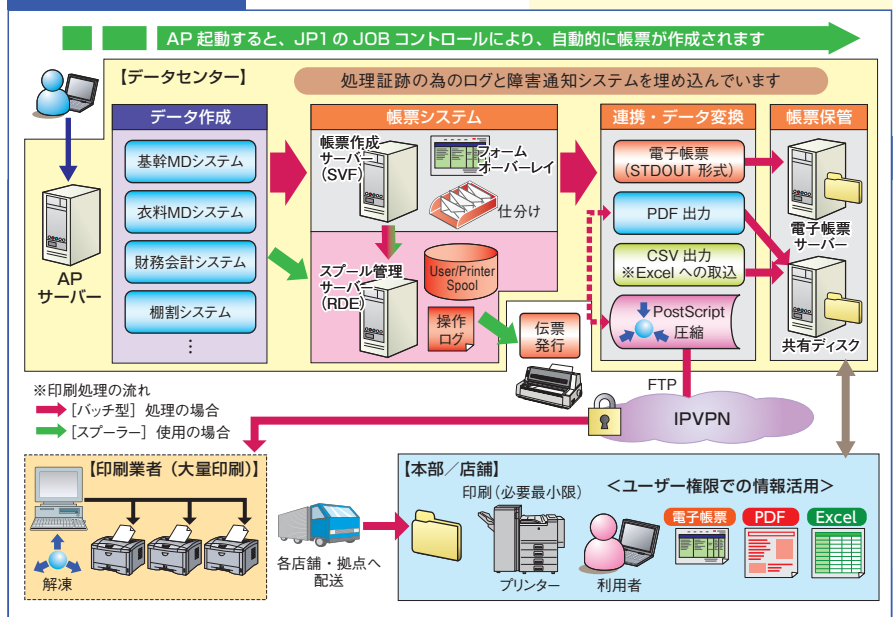 AP 起動すると、JP1 の JOB コントロールにより、自動的に帳票が作成されます
【データセンター】
処理証跡の為のログと障害通知システムを埋め込んでいます
データ作成
基幹MDシステム
衣料MDシステム
財務会計システム
棚割システム
⋮
AP
サーバー
帳票システム
帳票作成
サーバー
(SVF)
フォーム
オーバーレイ
仕分け
スプール管理
サーバー
(RDE)
User/Printer
Spool
操作
ログ
伝票
発行
連携・データ変換
電子帳票
(STDOUT 形式)
PDF 出力
CSV 出力
※Excel への取込
PostScript
圧縮
帳票保管
電子帳票
サーバー
共有ディスク
※印刷処理の流れ
[バッチ型] 処理の場合
[スプーラー] 使用の場合
FTP
IPVPN
【印刷業者（大量印刷）】
解凍
各店舗・拠点へ
配送
【本部／店舗】
印刷(必要最小限)
＜ユーザー権限での情報活用＞
電子帳票
PDF
Excel
プリンター
利用者